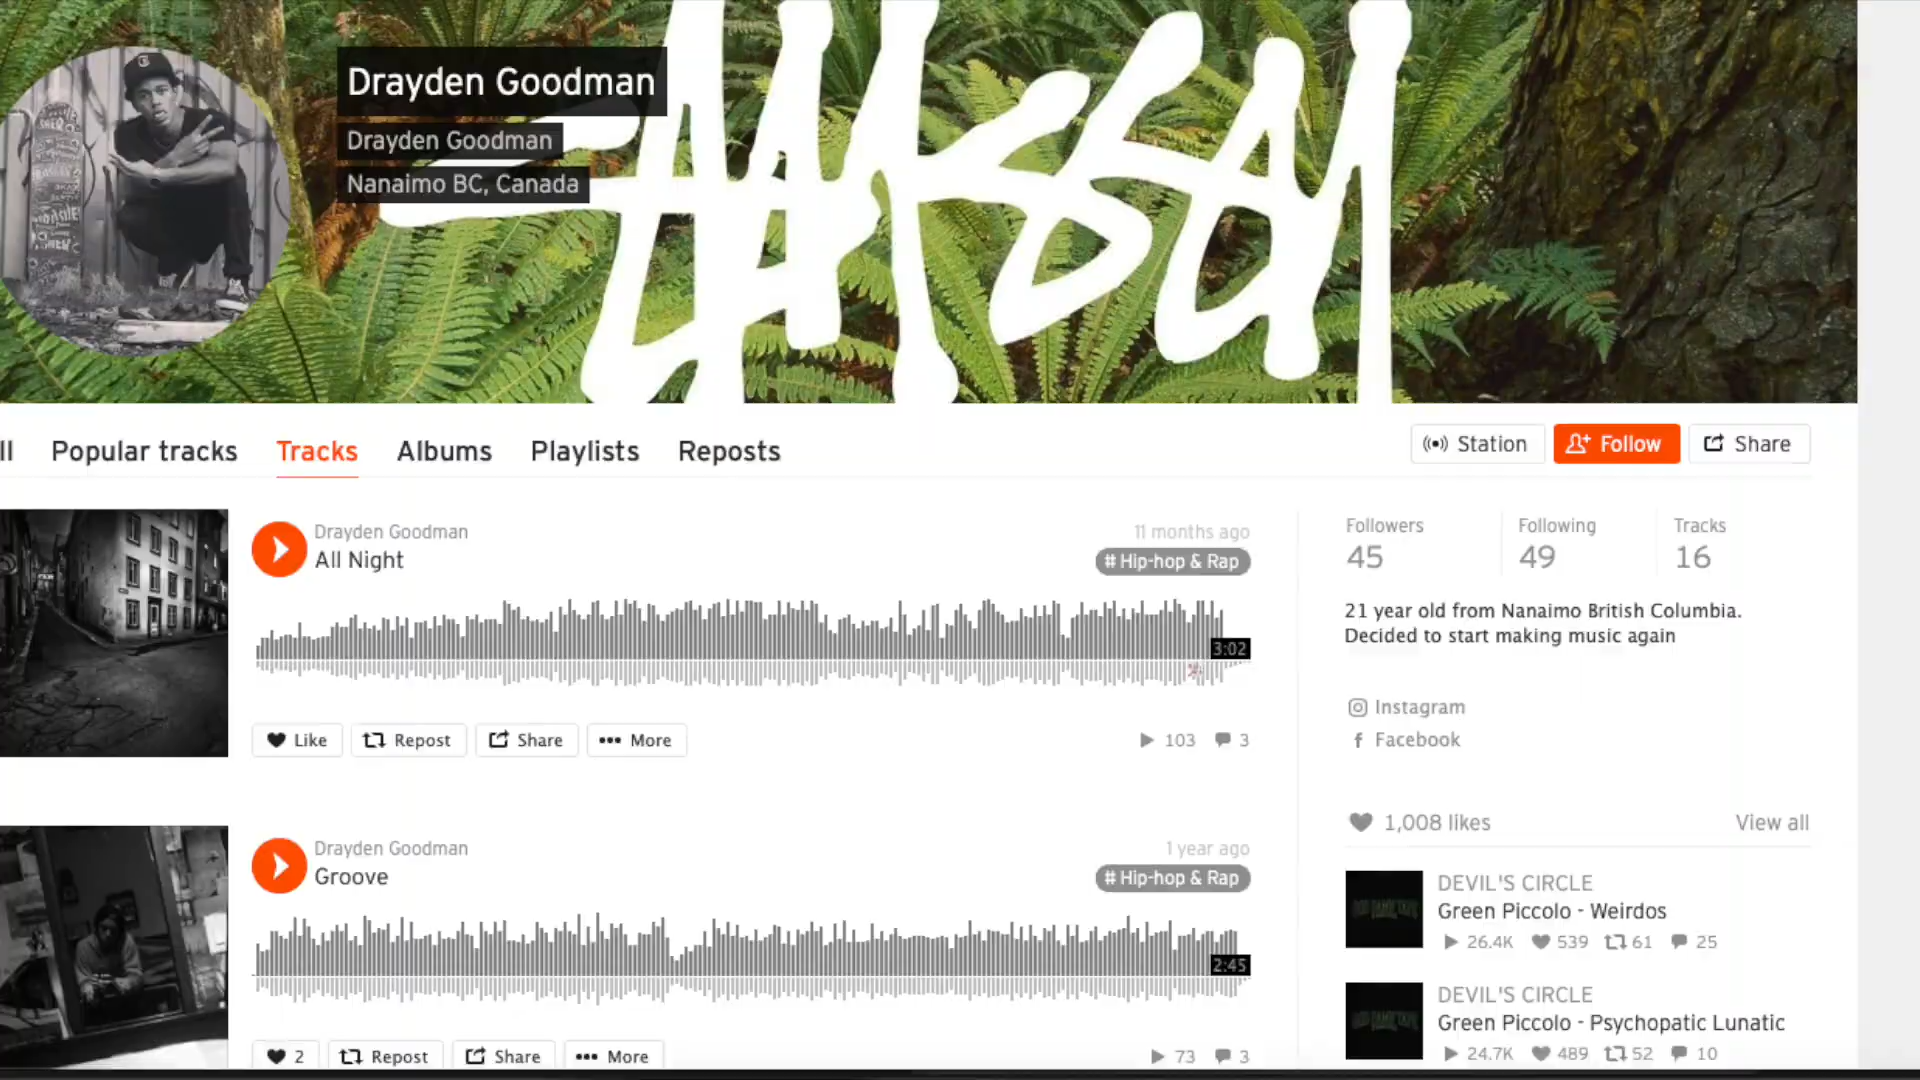 Drayden Goodman
Drayden Goodman
Nanaimo BC, Canada
ll Popular tracks Tracks Albums Playlists Reposts
Station Follow Share
Drayden Goodman 11 months ago
All Night # Hip-hop & Rap
3:02
Like Repost Share More 103 3
Drayden Goodman 1 year ago
Groove # Hip-hop & Rap
2:45
2 Repost Share More 73 3
Followers Following Tracks
45 49 16
21 year old from Nanaimo British Columbia.
Decided to start making music again
Instagram
Facebook
1,008 likes View all
DEVIL'S CIRCLE
Green Piccolo - Weirdos
26.4K 539 61 25
DEVIL'S CIRCLE
Green Piccolo - Psychopatic Lunatic
24.7K 489 52 10